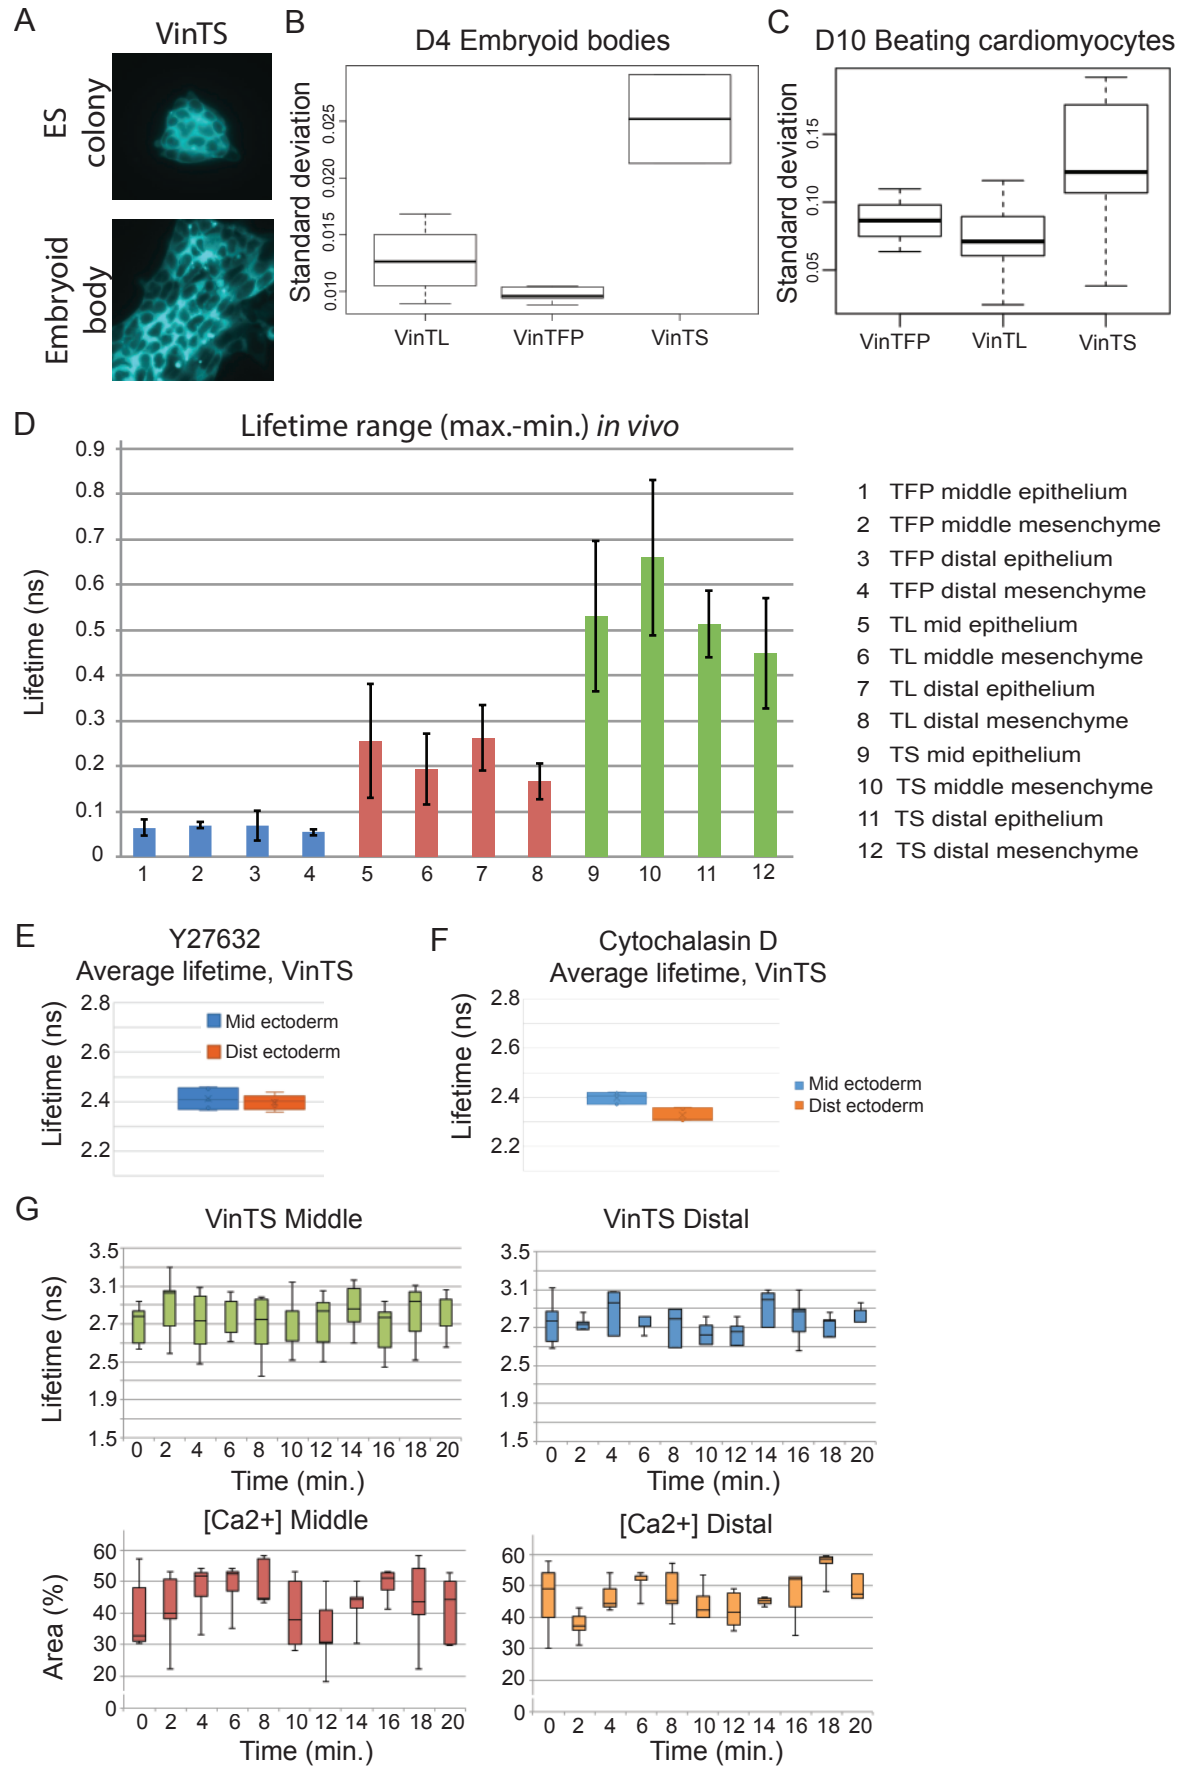 A
VinTS
ES
colony
Embryoid
body
B
D4 Embryoid bodies
Standard deviation
0.025
0.020
0.015
0.010
VinTL
VinTFP
VinTS
C
D10 Beating cardiomyocytes
Standard deviation
0.15
0.10
0.05
VinTFP
VinTL
VinTS
D
Lifetime range (max.-min.) in vivo
Lifetime (ns)
0.9
0.8
0.7
0.6
0.5
0.4
0.3
0.2
0.1
0
1 2 3 4 5 6 7 8 9 10 11 12
1 TFP middle epithelium
2 TFP middle mesenchyme
3 TFP distal epithelium
4 TFP distal mesenchyme
5 TL mid epithelium
6 TL middle mesenchyme
7 TL distal epithelium
8 TL distal mesenchyme
9 TS mid epithelium
10 TS middle mesenchyme
11 TS distal epithelium
12 TS distal mesenchyme
E
Y27632
Average lifetime, VinTS
Lifetime (ns)
2.8
2.6
2.4
2.2
Mid ectoderm
Dist ectoderm
F
Cytochalasin D
Average lifetime, VinTS
Lifetime (ns)
2.8
2.6
2.4
2.2
Mid ectoderm
Dist ectoderm
G
VinTS Middle
Lifetime (ns)
3.5
3.1
2.7
2.5
1.9
1.5
0 2 4 6 8 10 12 14 16 18 20
Time (min.)
VinTS Distal
3.5
3.1
2.7
2.5
1.9
1.5
0 2 4 6 8 10 12 14 16 18 20
Time (min.)
[Ca2+] Middle
Area (%)
60
50
40
30
20
0
0 2 4 6 8 10 12 14 16 18 20
Time (min.)
[Ca2+] Distal
60
50
40
30
20
0
0 2 4 6 8 10 12 14 16 18 20
Time (min.)